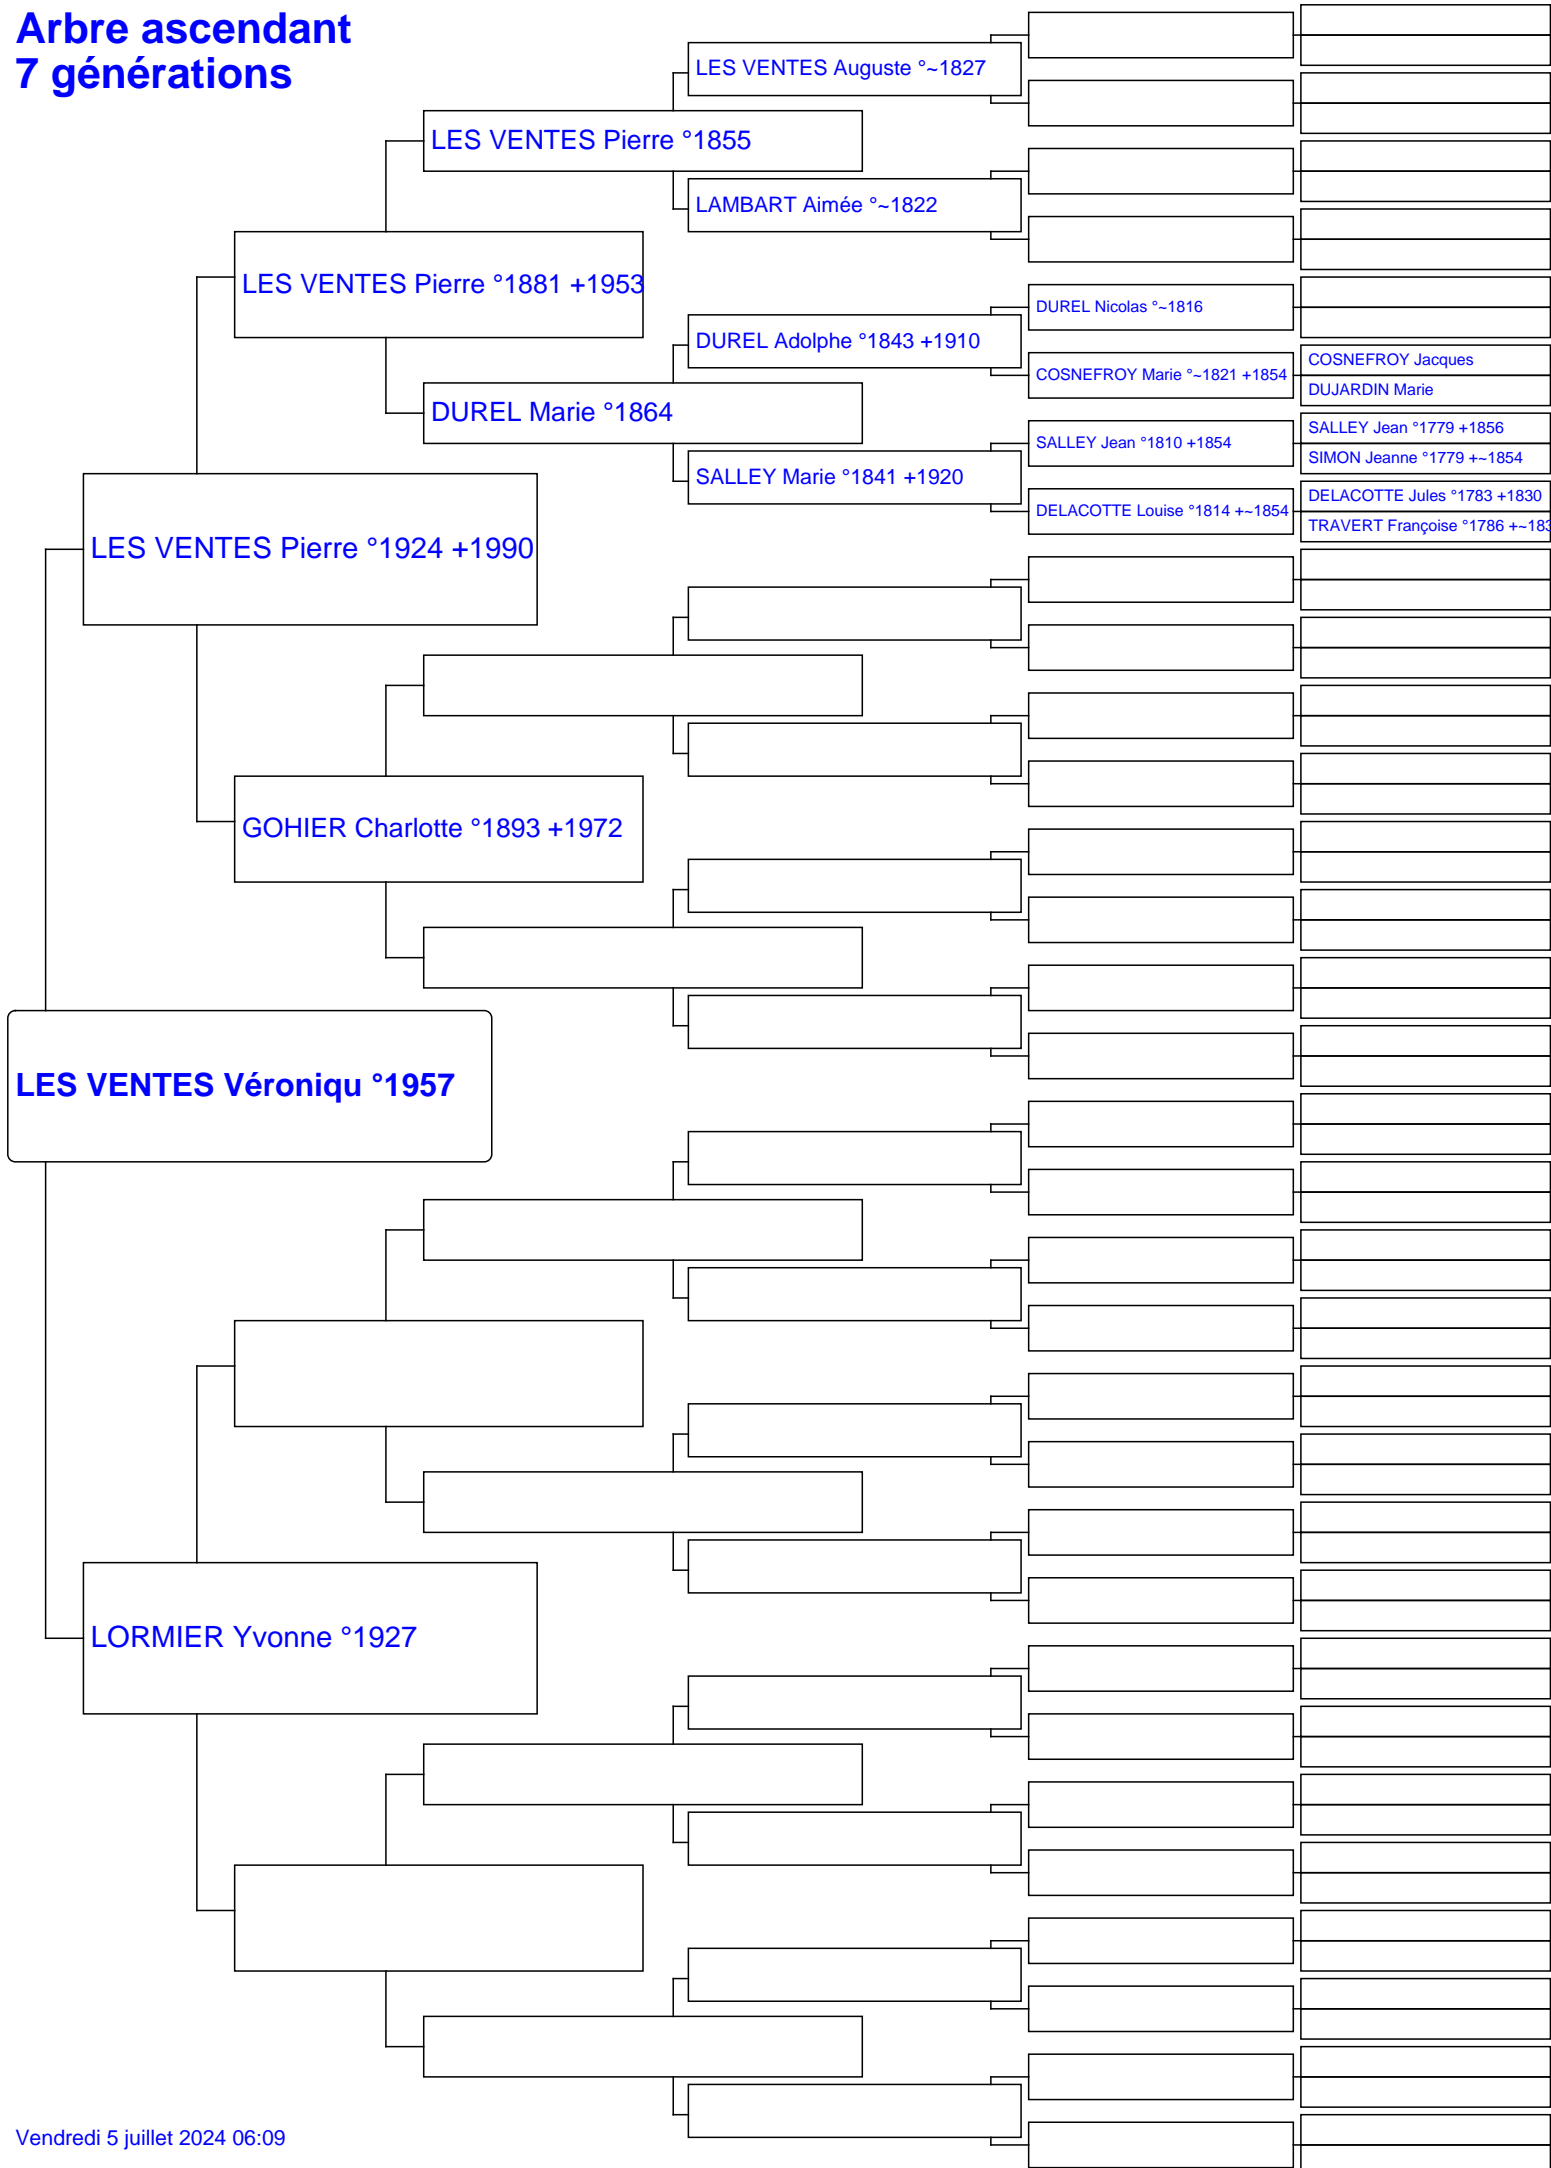 Arbre ascendant
7 générations
LES VENTES Auguste °~1827
LES VENTES Pierre °1855
LAMBART Aimée °~1822
LES VENTES Pierre °1881 +1953
DUREL Nicolas °~1816
DUREL Adolphe °1843 +1910
COSNEFROY Jacques
COSNEFROY Marie °~1821 +1854
DUJARDIN Marie
DUREL Marie °1864
SALLEY Jean °1779 +1856
SALLEY Jean °1810 +1854
SIMON Jeanne °1779 +~1854
SALLEY Marie °1841 +1920
DELACOTTE Jules °1783 +1830
DELACOTTE Louise °1814 +~1854
TRAVERT Françoise °1786 +~183
LES VENTES Pierre °1924 +1990
GOHIER Charlotte °1893 +1972
LES VENTES Véroniqu °1957
LORMIER Yvonne °1927
Vendredi 5 juillet 2024 06:09